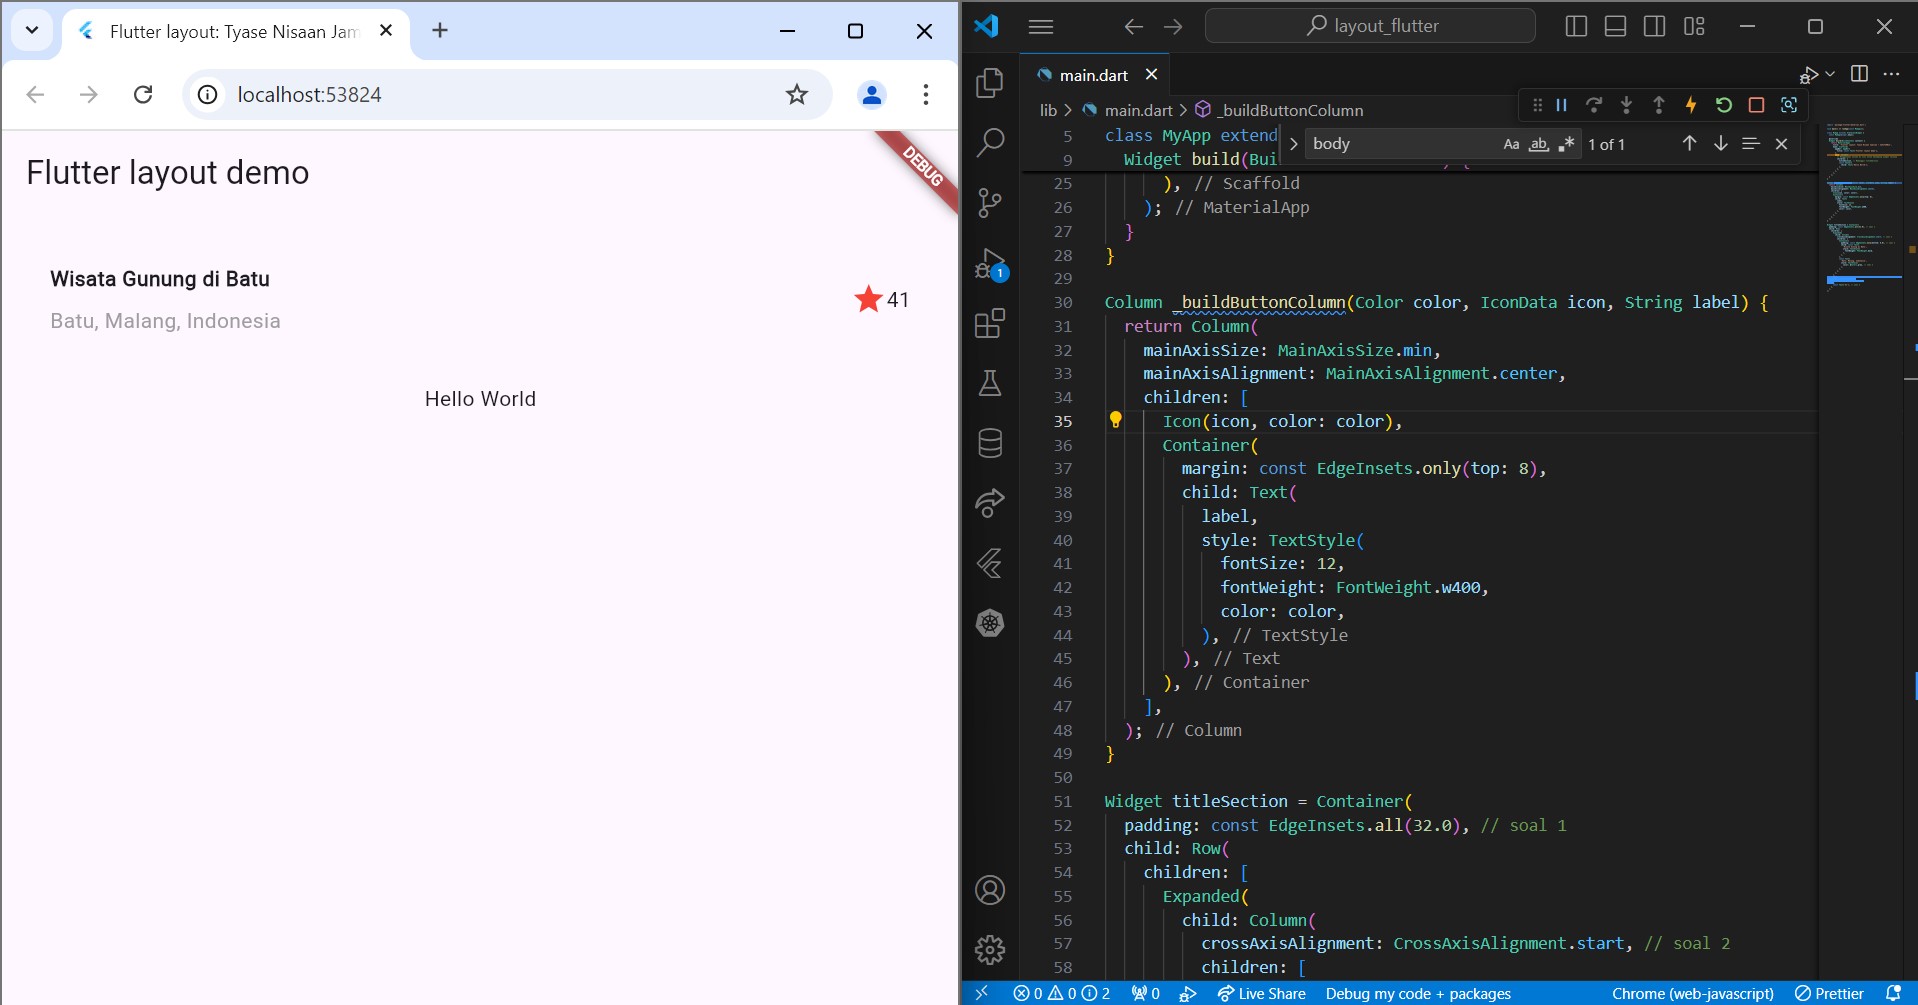 Flutter layout: Tyase Nisaan Jam
localhost:53824
Flutter layout demo
DEBUG
Wisata Gunung di Batu
Batu, Malang, Indonesia
41
Hello World
layout_flutter
main.dart
lib > main.dart > _buildButtonColumn
body
Aa ab 1 of 1
1
5 class MyApp extend
9 Widget build(Bui
25 ), // Scaffold
26 ); // MaterialApp
27 }
28 }
29
30 Column _buildButtonColumn(Color color, IconData icon, String label) {
31 return Column(
32 mainAxisSize: MainAxisSize.min,
33 mainAxisAlignment: MainAxisAlignment.center,
34 children: [
35 Icon(icon, color: color),
36 Container(
37 margin: const EdgeInsets.only(top: 8),
38 child: Text(
39 label,
40 style: TextStyle(
41 fontSize: 12,
42 fontWeight: FontWeight.w400,
43 color: color,
44 ), // TextStyle
45 ), // Text
46 ), // Container
47 ],
48 ); // Column
49 }
50
51 Widget titleSection = Container(
52 padding: const EdgeInsets.all(32.0), // soal 1
53 child: Row(
54 children: [
55 Expanded(
56 child: Column(
57 crossAxisAlignment: CrossAxisAlignment.start, // soal 2
58 children: [
0 0 2 0 Live Share Debug my code + packages Chrome (web-javascript) Prettier